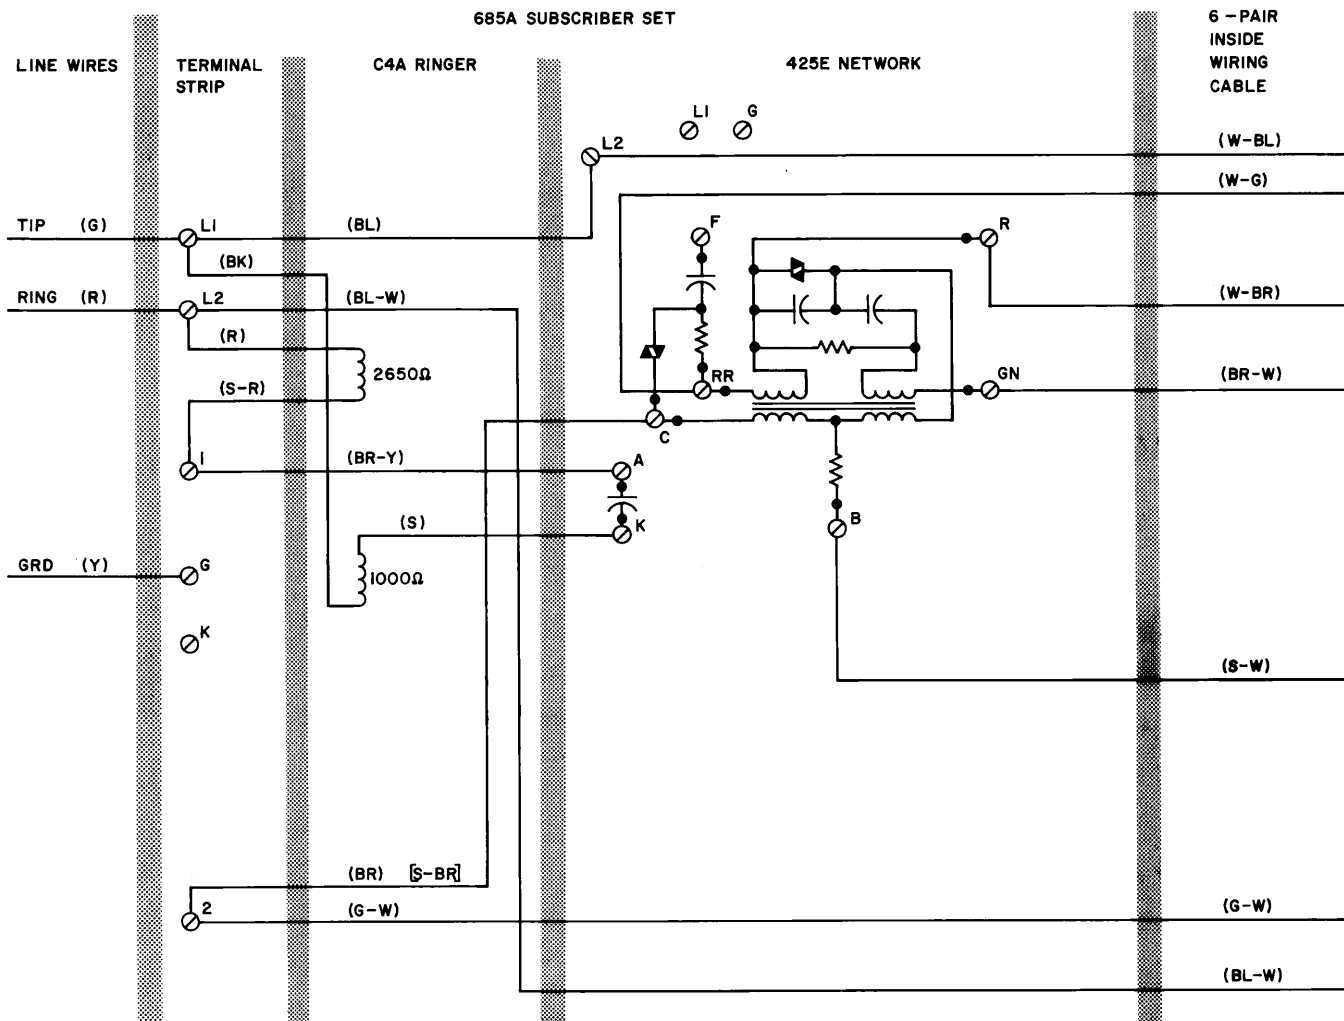 685A SUBSCRIBER SET
6-PAIR
INSIDE
WIRING
CABLE
LINE WIRES
TERMINAL
STRIP
C4A RINGER
425E NETWORK
L1 G
L2 (W-BL)
(W-G)
TIP (G) L1 (BL) F R
(BK)
RING (R) L2 (BL-W) (W-BR)
(R)
2650Ω RR GN (BR-W)
(S-R)
C
1 (BR-Y) A
(S) K B
GRD (Y) G 1000Ω
K
(S-W)
(BR) [S-BR]
2 (G-W) (G-W)
(BL-W)